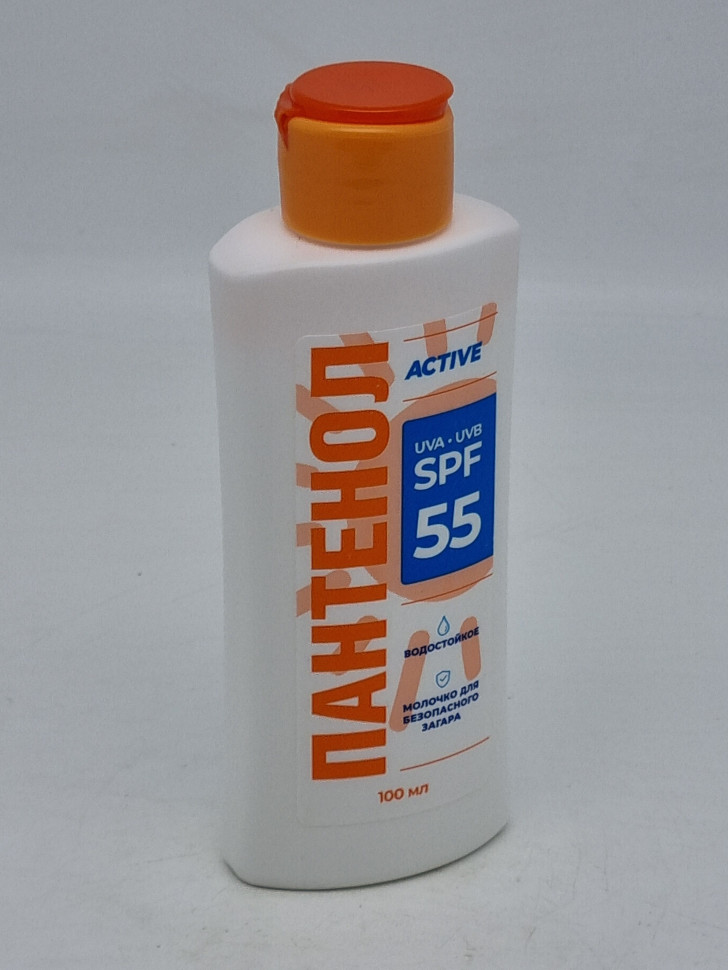 ПАНТЕНОЛ
ACTIVE
UVA • UVB
SPF
55
ВОДОСТОЙКОЕ
МОЛОЧКО ДЛЯ
БЕЗОПАСНОГО
ЗАГАРА
100 мл